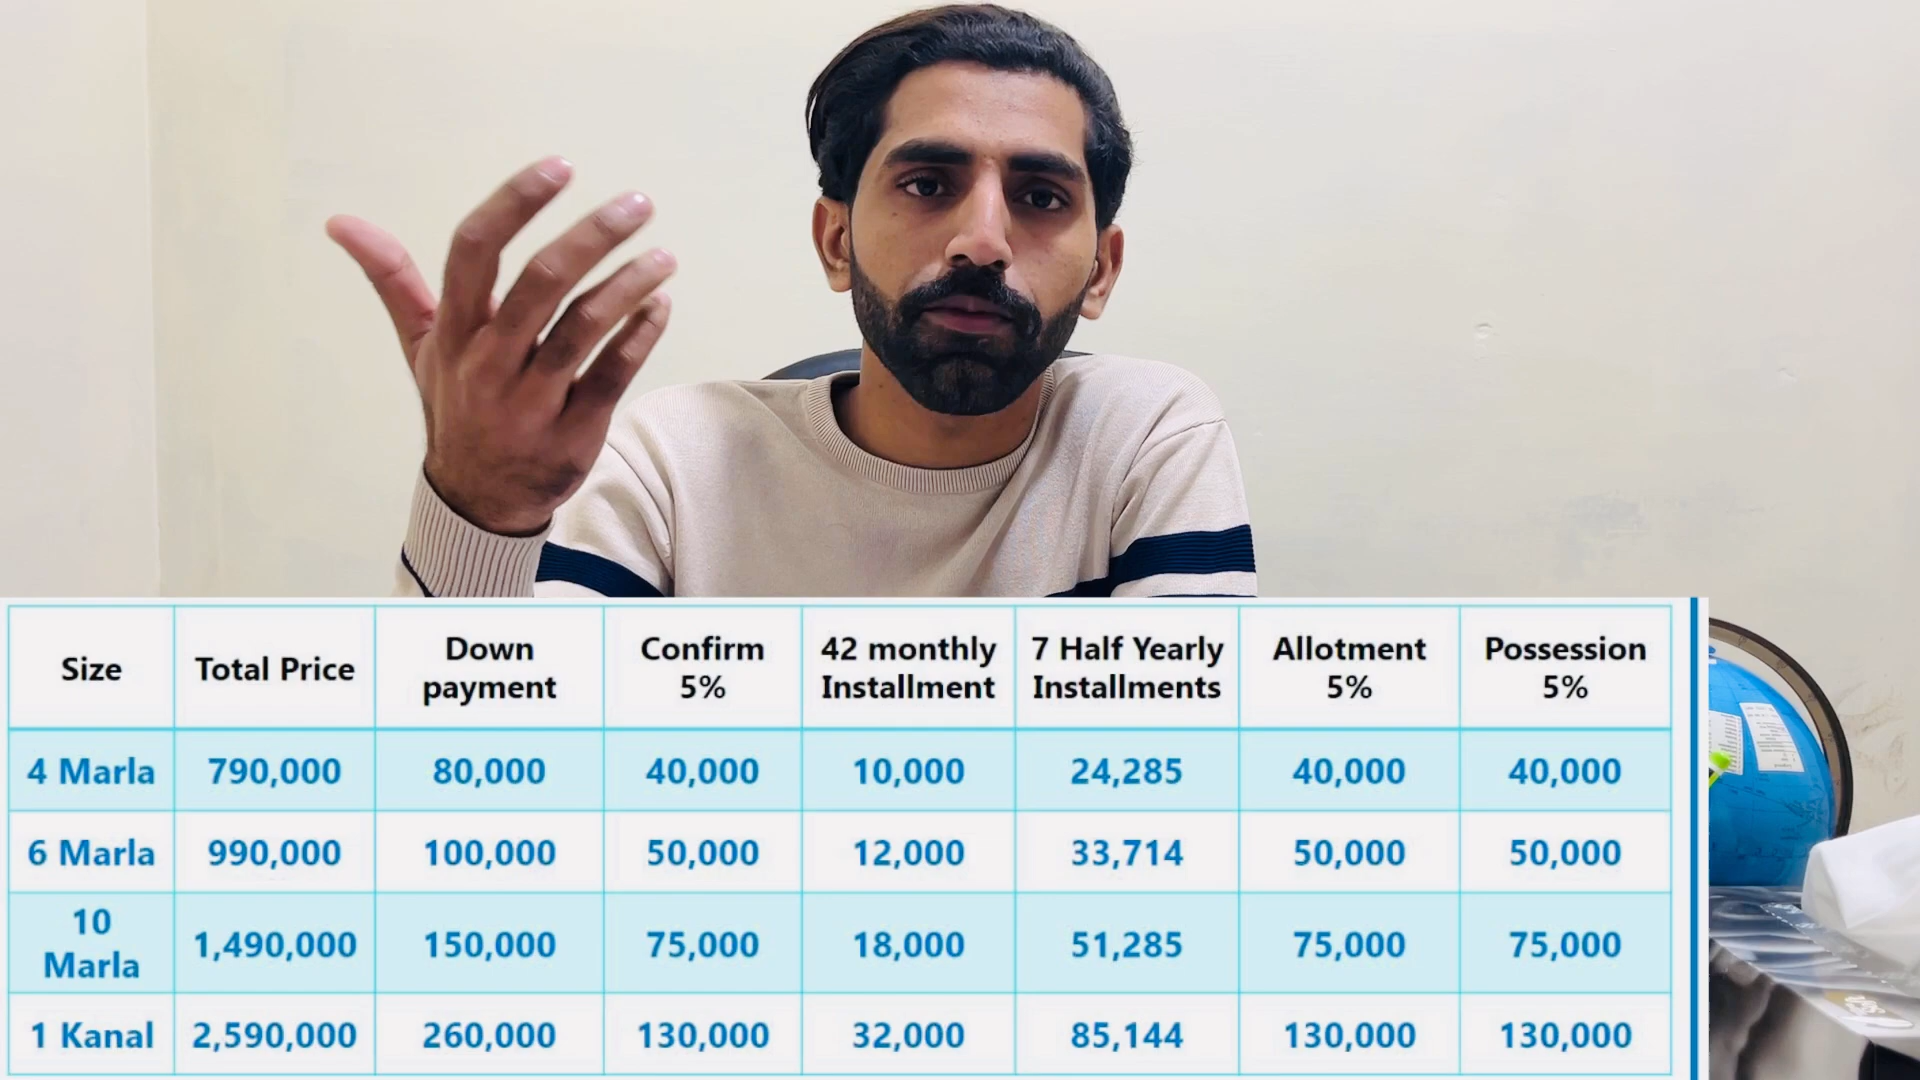 Size Total Price Down payment Confirm 5% 42 monthly Installment 7 Half Yearly Installments Allotment 5% Possession 5%
4 Marla 790,000 80,000 40,000 10,000 24,285 40,000 40,000
6 Marla 990,000 100,000 50,000 12,000 33,714 50,000 50,000
10 Marla 1,490,000 150,000 75,000 18,000 51,285 75,000 75,000
1 Kanal 2,590,000 260,000 130,000 32,000 85,144 130,000 130,000